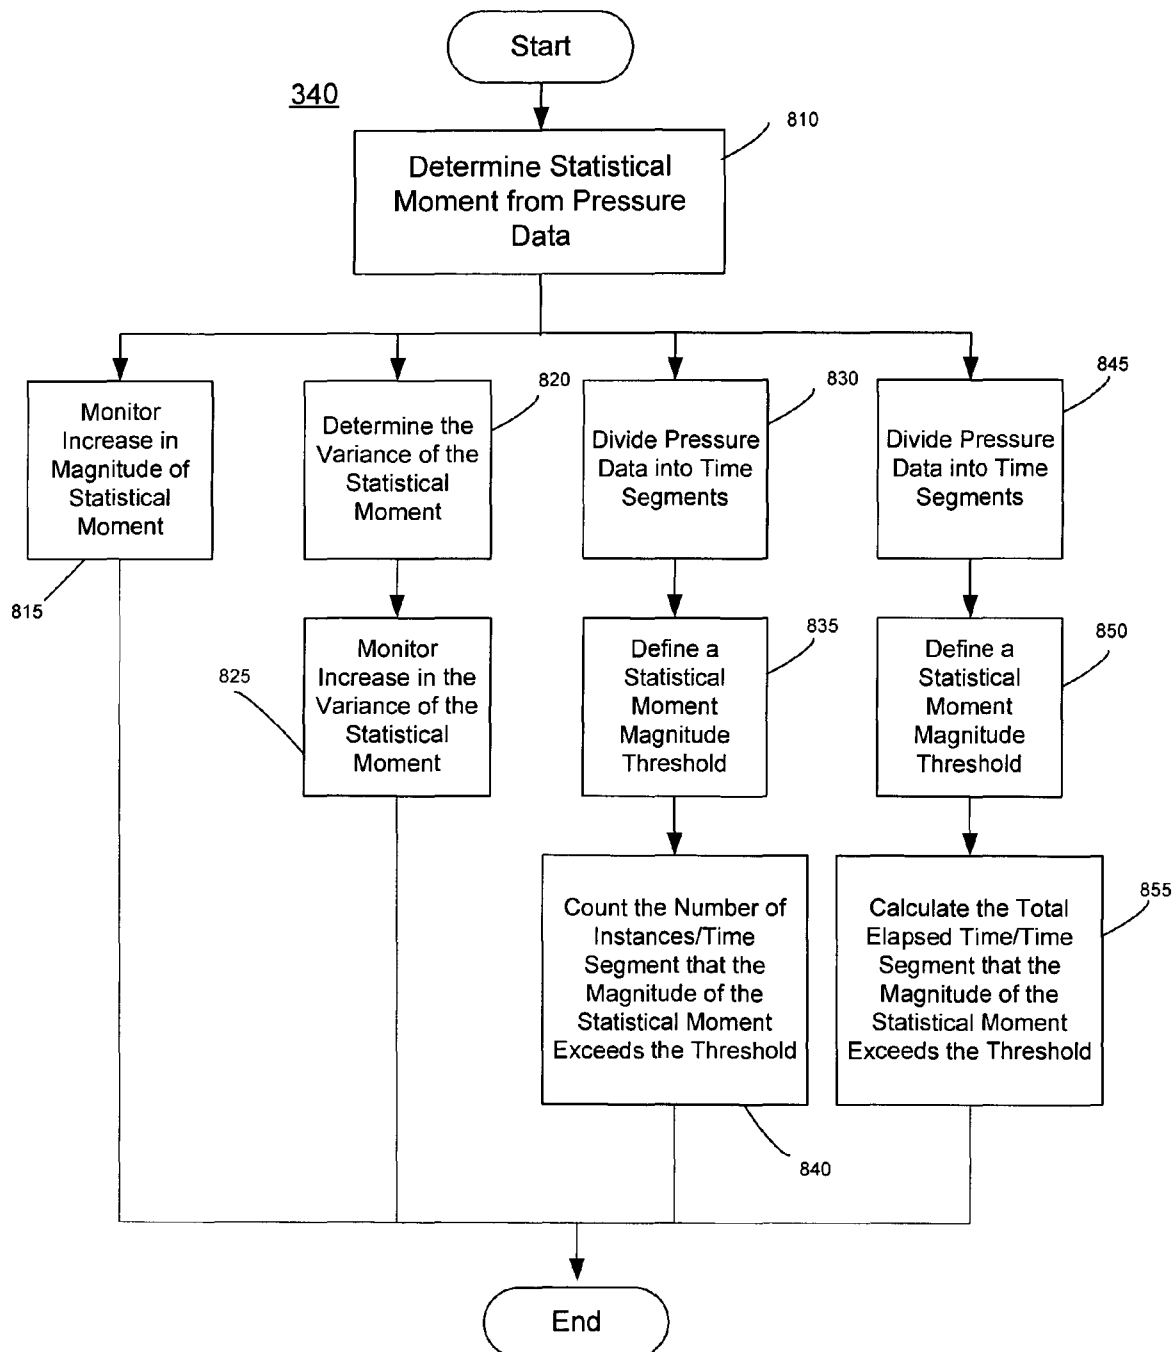 Start
340
810
Determine Statistical
Moment from Pressure
Data
Monitor
Increase in
Magnitude of
Statistical
Moment
815
820
Determine the
Variance of the
Statistical
Moment
830
Divide Pressure
Data into Time
Segments
845
Divide Pressure
Data into Time
Segments
825
Monitor
Increase in the
Variance of the
Statistical
Moment
835
Define a
Statistical
Moment
Magnitude
Threshold
850
Define a
Statistical
Moment
Magnitude
Threshold
Count the Number of
Instances/Time
Segment that the
Magnitude of the
Statistical Moment
Exceeds the Threshold
840
855
Calculate the Total
Elapsed Time/Time
Segment that the
Magnitude of the
Statistical Moment
Exceeds the Threshold
End